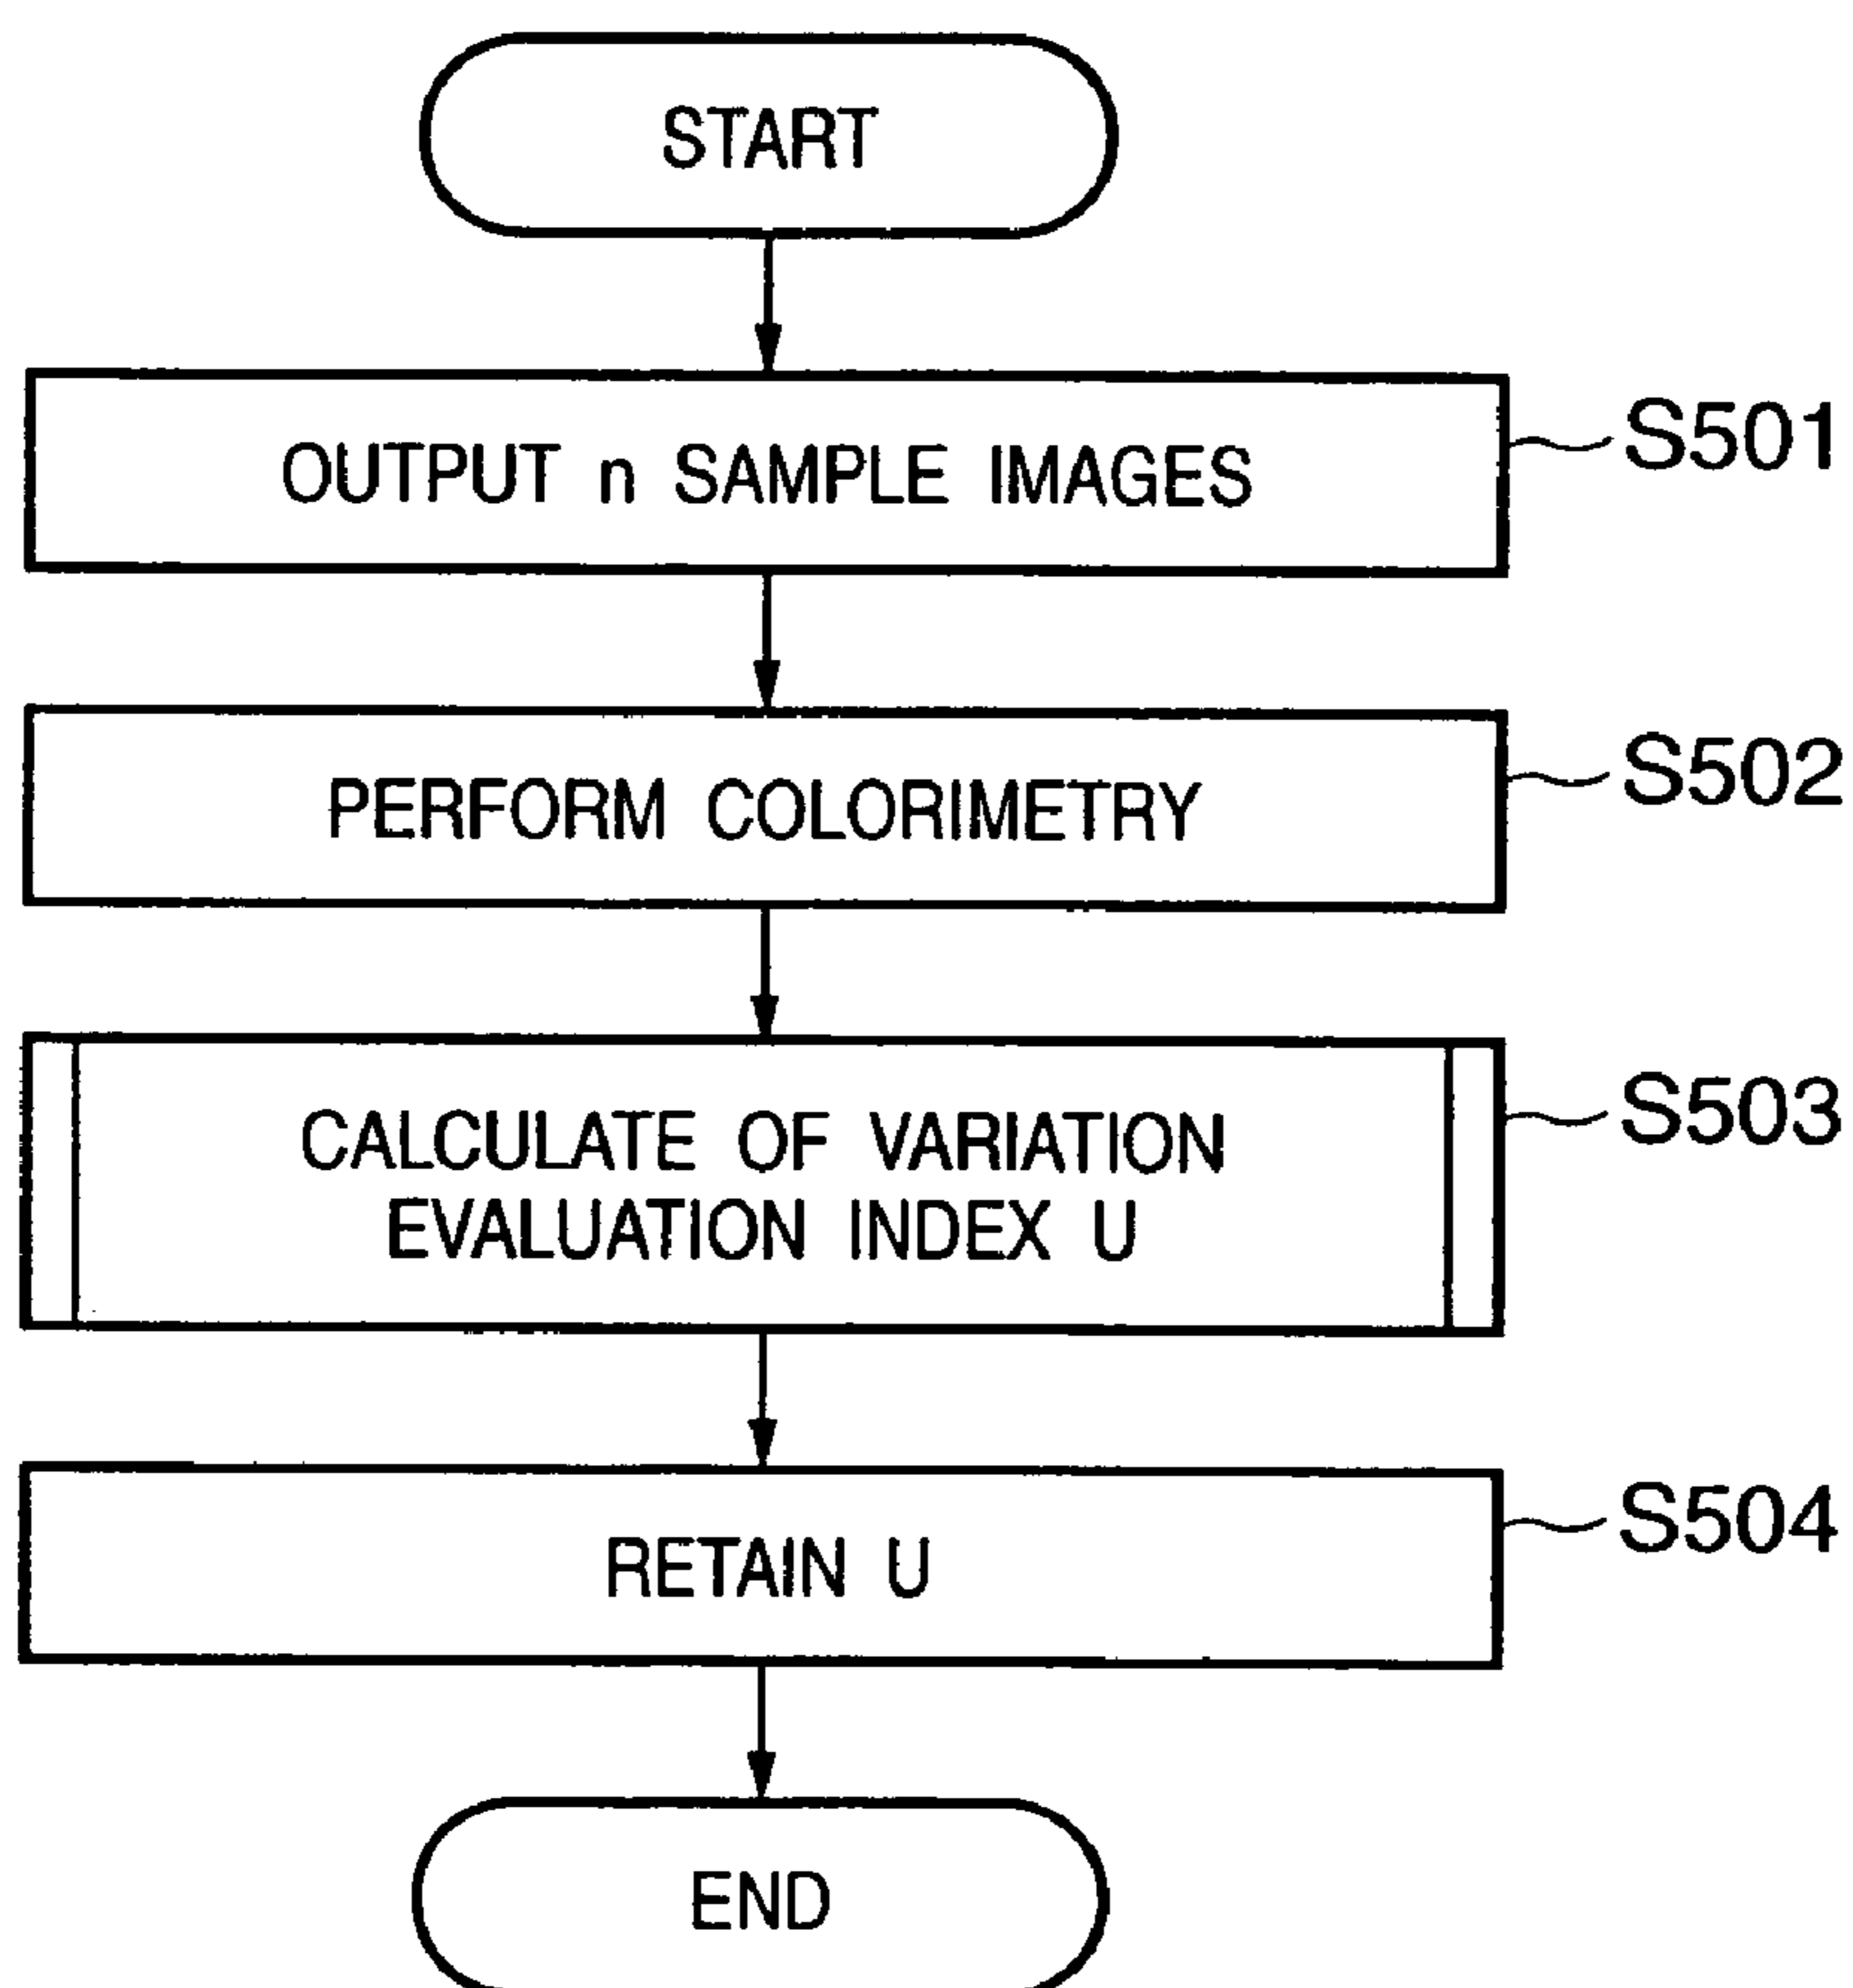 START
OUTPUT n SAMPLE IMAGES
S501
PERFORM COLORIMETRY
S502
CALCULATE OF VARIATION
EVALUATION INDEX U
S503
RETAIN U
S504
END